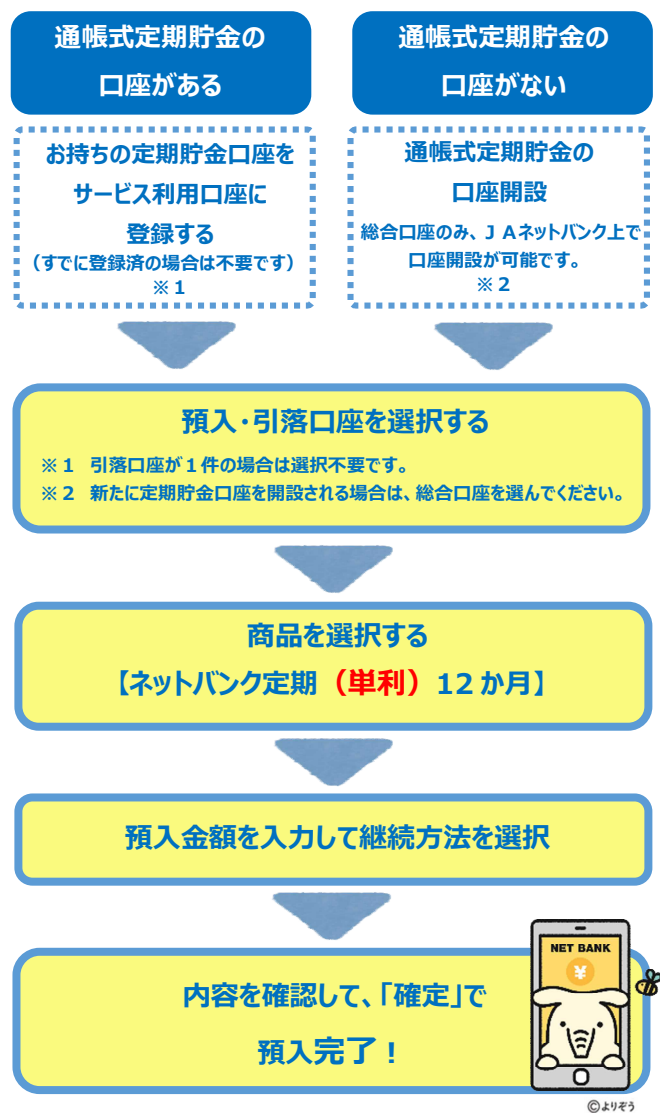 通帳式定期貯金の
口座がある
通帳式定期貯金の
口座がない
お持ちの定期貯金口座を
サービス利用口座に
登録する
（すでに登録済の場合は不要です）
※１
通帳式定期貯金の
口座開設
総合口座のみ、ＪＡネットバンク上で
口座開設が可能です。
※２
預入・引落口座を選択する
※１　引落口座が１件の場合は選択不要です。
※２　新たに定期貯金口座を開設される場合は、総合口座を選んでください。
商品を選択する
【ネットバンク定期（単利）12か月】
預入金額を入力して継続方法を選択
内容を確認して、「確定」で
預入完了！
NET BANK
¥
©よりぞう